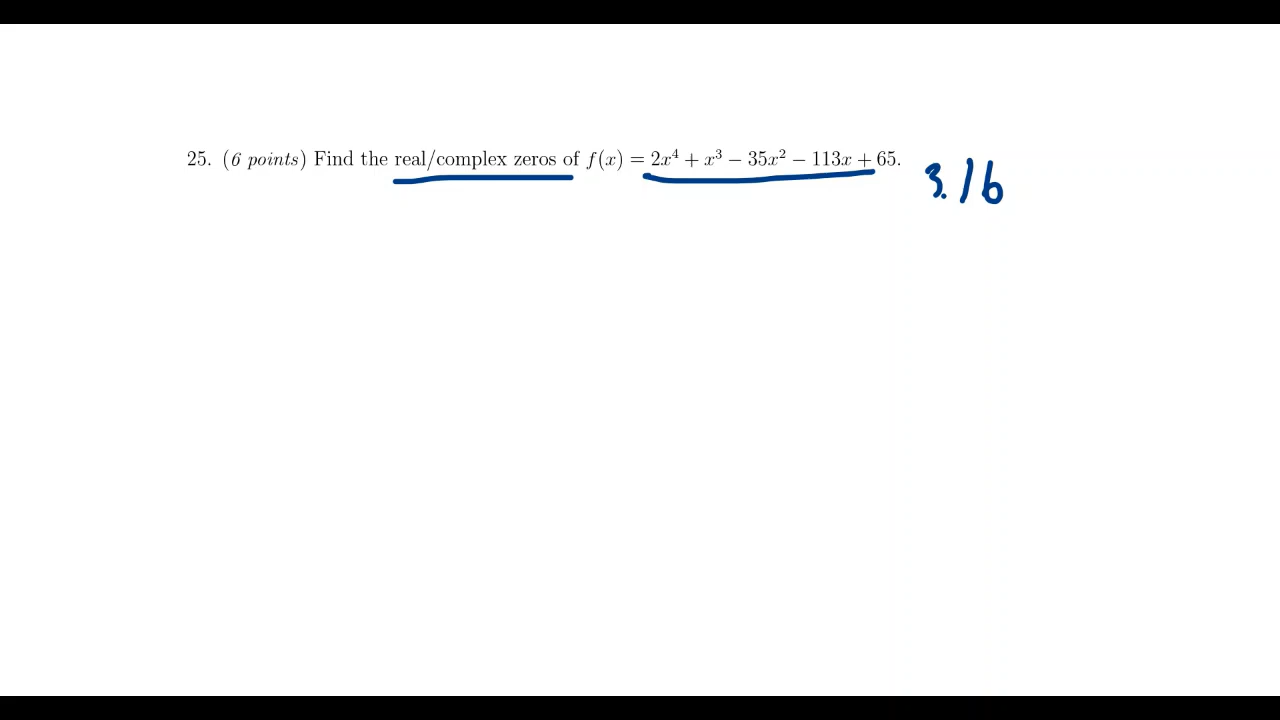 25. (6 points) Find the real/complex zeros of f(x) = 2x⁴ + x³ − 35x² − 113x + 65.
3.16